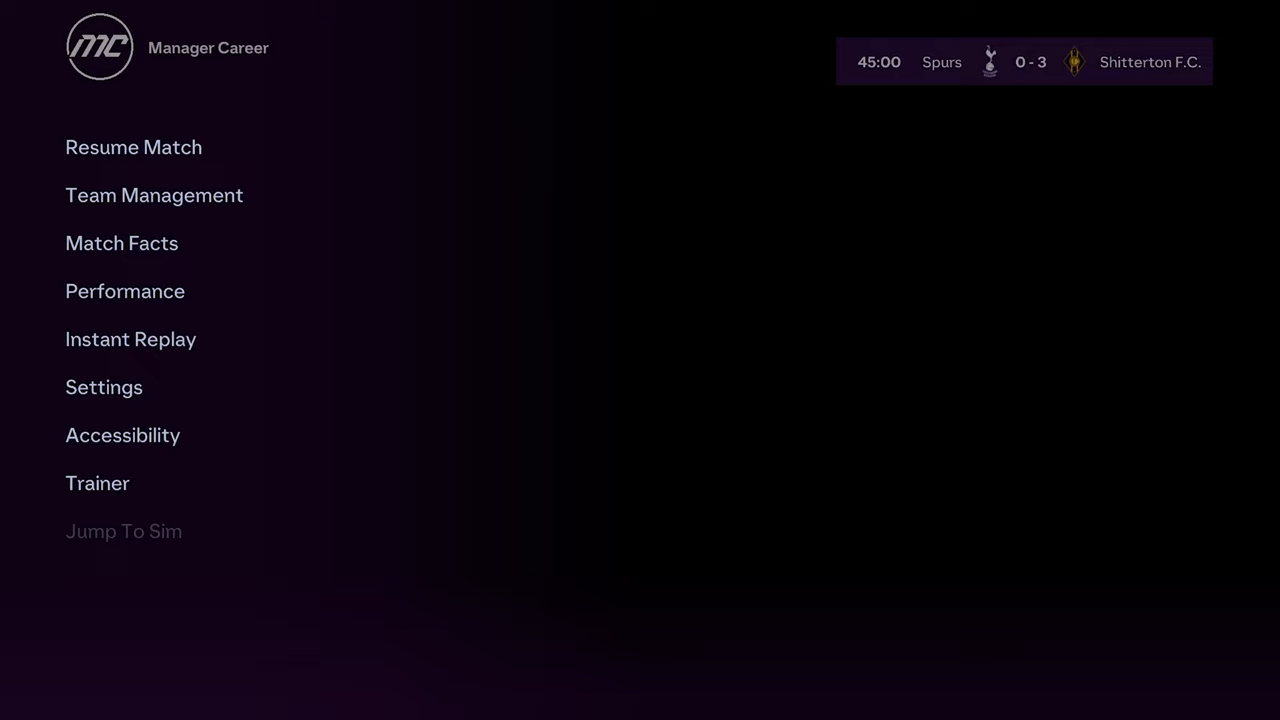 MC Manager Career
45:00 Spurs 0 - 3 Shitterton F.C.
Resume Match
Team Management
Match Facts
Performance
Instant Replay
Settings
Accessibility
Trainer
Jump To Sim